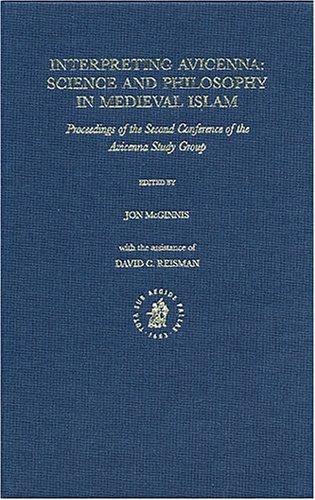 INTERPRETING AVICENNA:
SCIENCE AND PHILOSOPHY
IN MEDIEVAL ISLAM
Proceedings of the Second Conference of the
Avicenna Study Group
EDITED BY
JON McGINNIS
with the assistance of
DAVID C. REISMAN
TUTA SUB AEGIDE PALLAS
· EJB ·